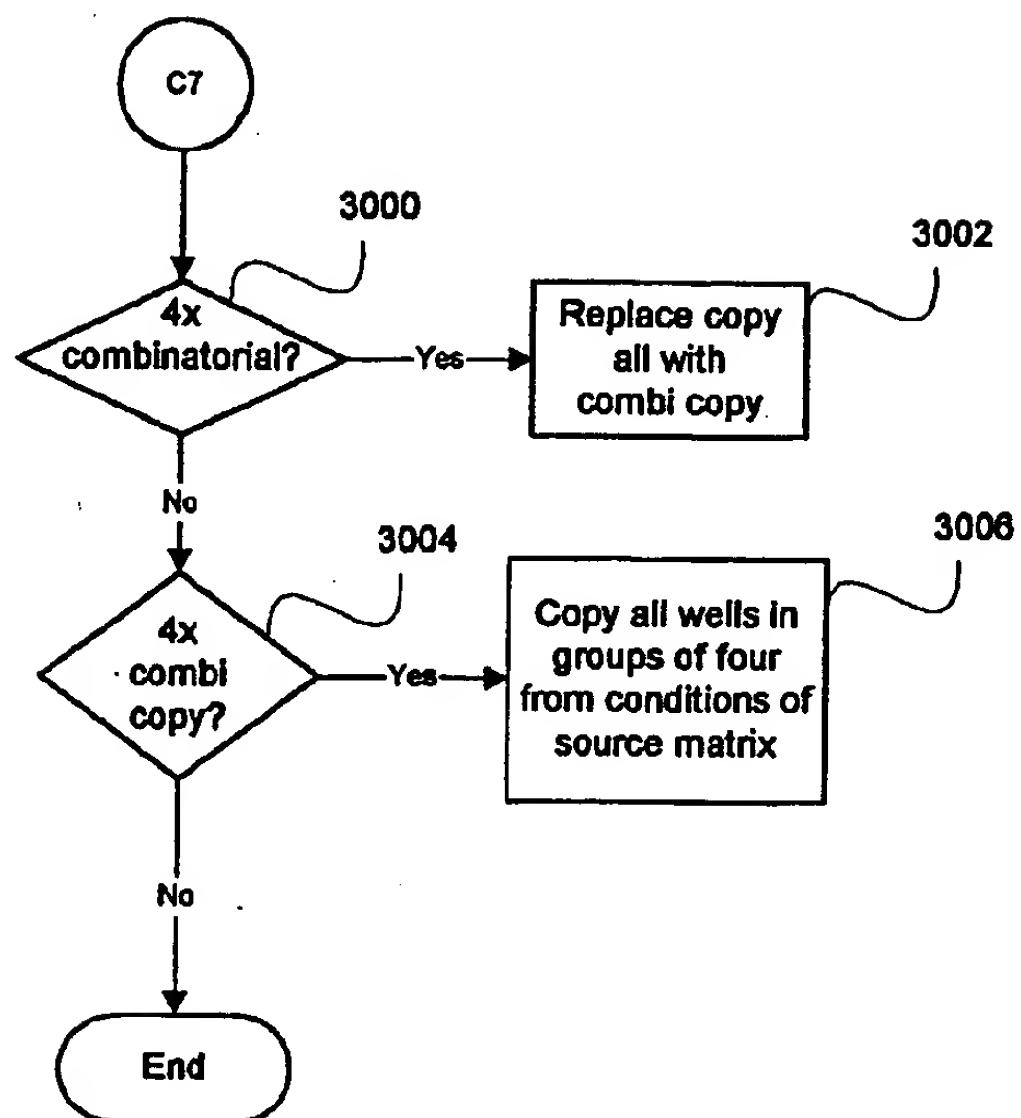 C7
3000
4x
combinatorial?
Yes
3002
Replace copy
all with
combi copy
No
3004
4x
combi
copy?
Yes
3006
Copy all wells in
groups of four
from conditions of
source matrix
No
End